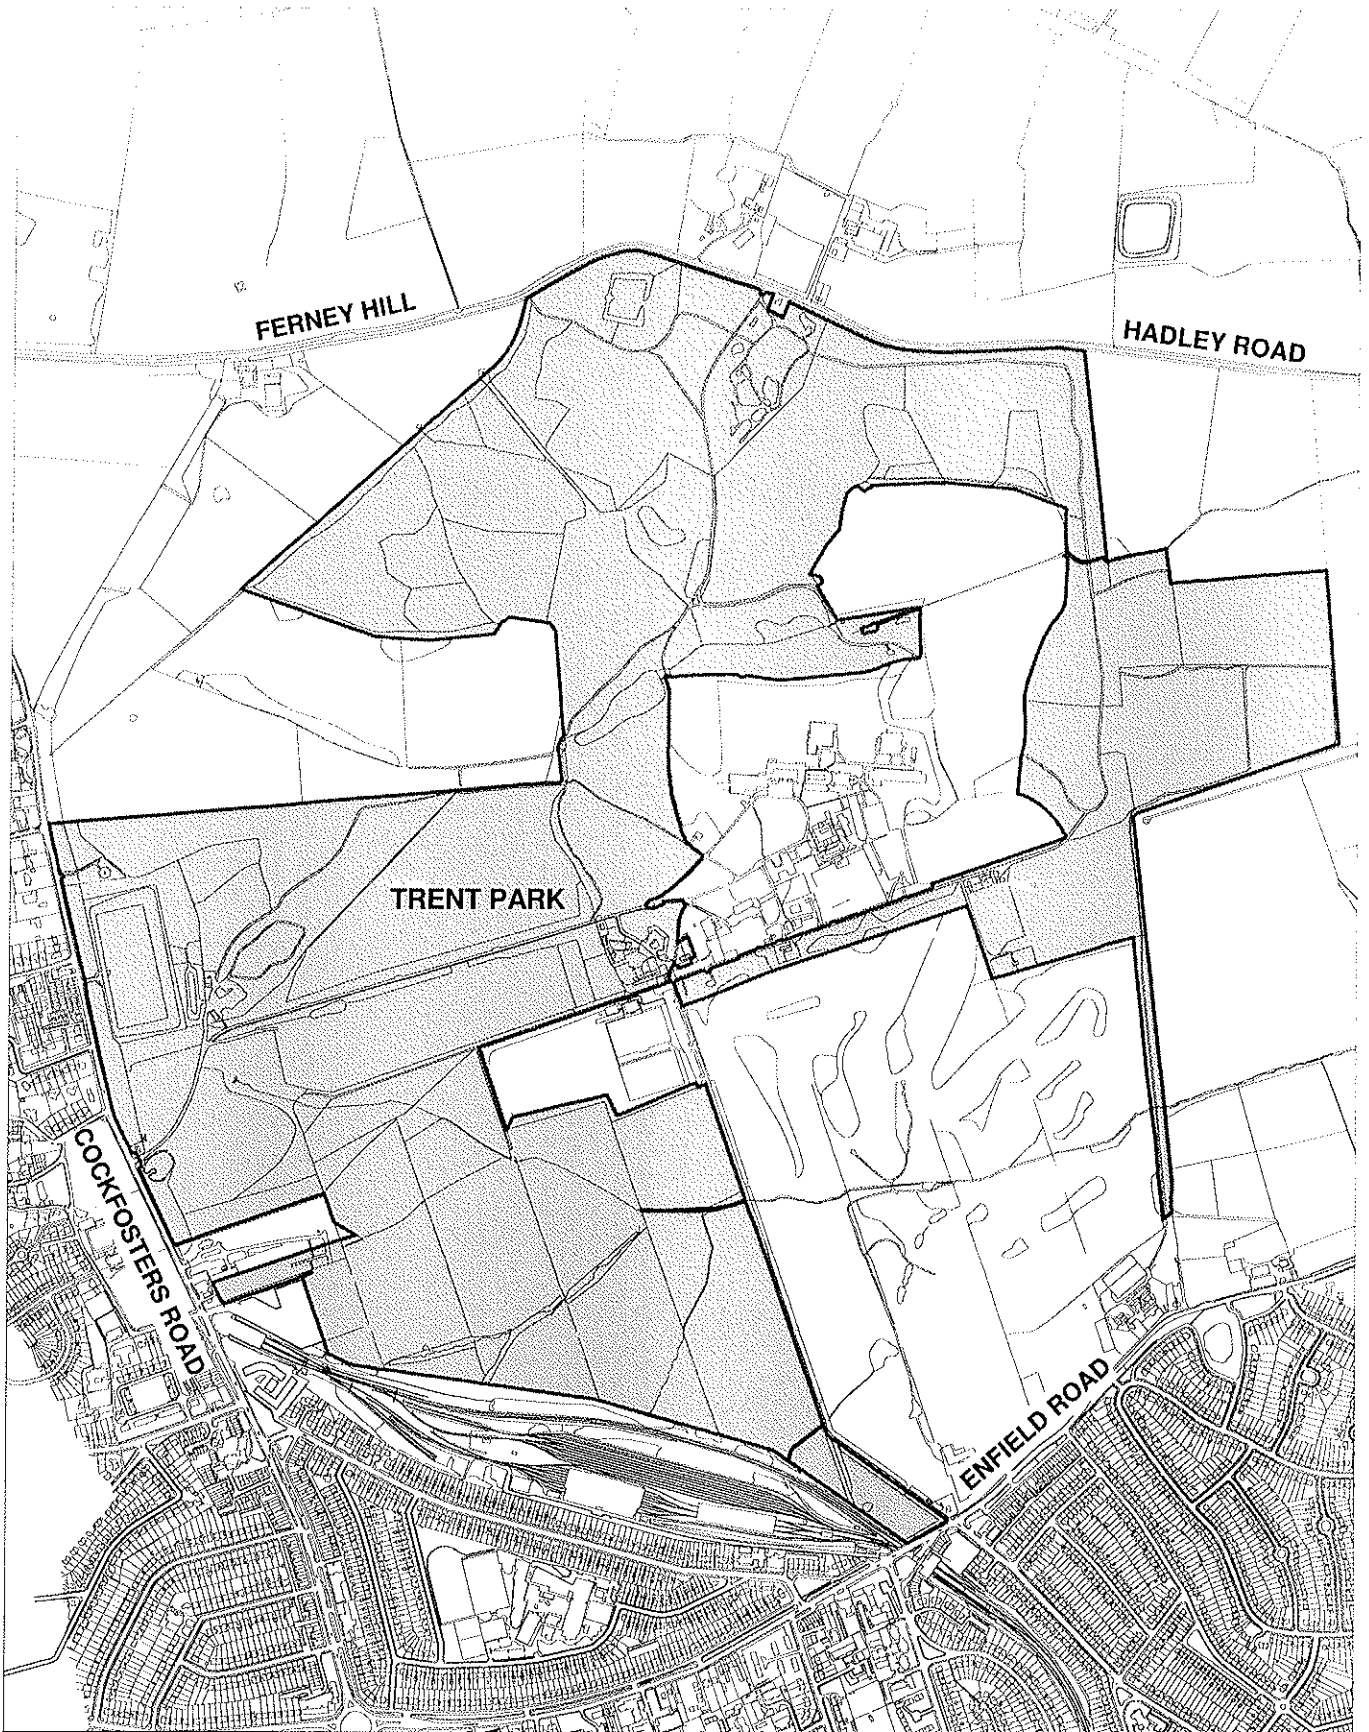 FERNEY HILL
HADLEY ROAD
TRENT PARK
COCKFOSTERS ROAD
ENFIELD ROAD